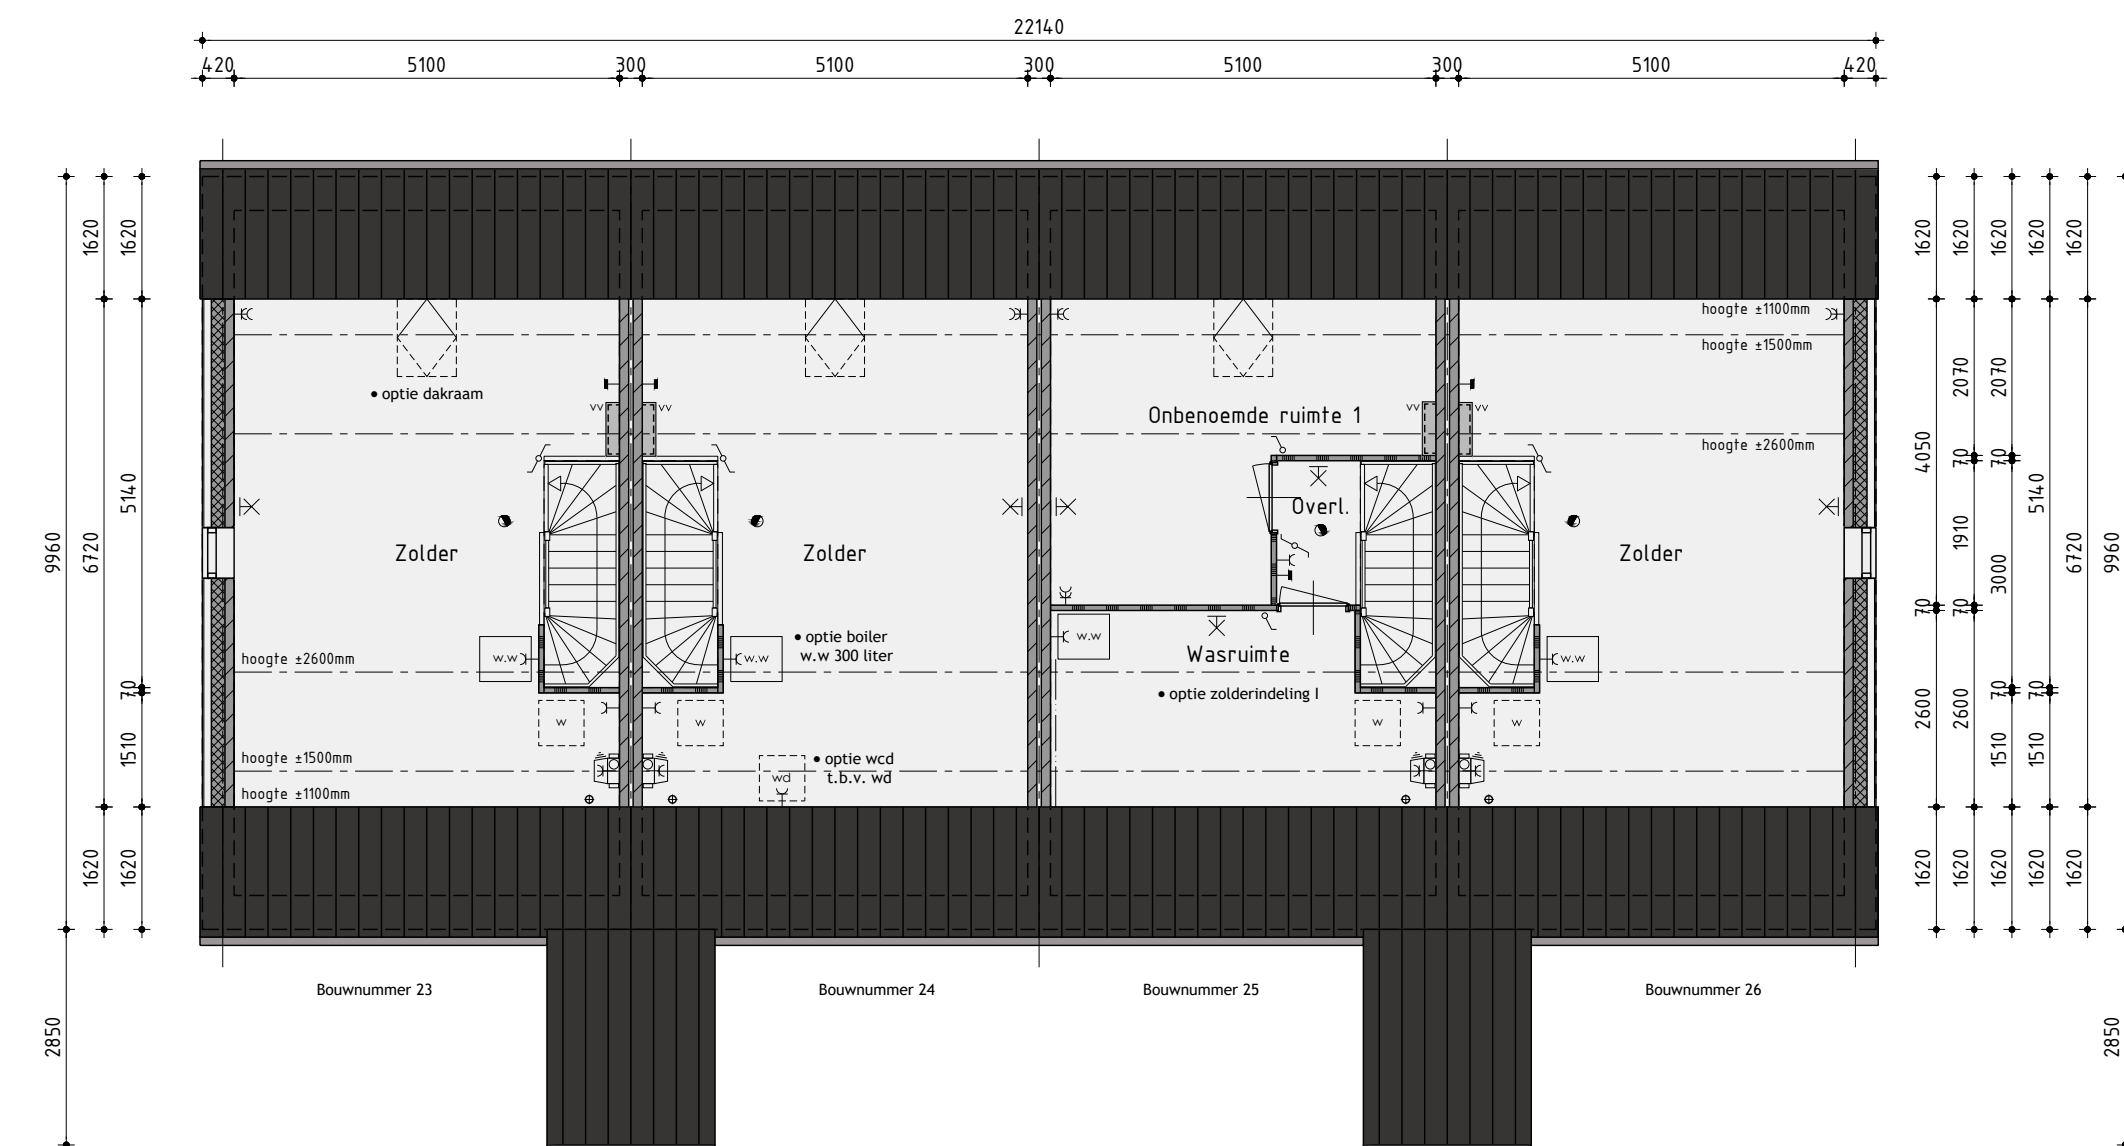 22140
420 5100 300 5100 300 5100 300 5100 420
1620 1620
1620 1620 1620 1620 1620
hoogte ±1100mm
hoogte ±1500mm
2070 2070
• optie dakraam
vv vv vv vv
Onbenoemde ruimte 1
hoogte ±2600mm
4050 70 70
5140 5140
Overl.
9960 6720 1910 3000 6720 9960
Zolder Zolder Zolder
70 70
• optie boiler
w.w 300 liter
w.w w.w w.w w.w
hoogte ±2600mm
Wasruimte
• optie zolderindeling I
70 70 70
2600 2600
w w w w
1510 1510 1510
hoogte ±1500mm
• optie wcd
t.b.v. wd
wd
hoogte ±1100mm
1620 1620
1620 1620 1620 1620 1620
Bouwnummer 23 Bouwnummer 24 Bouwnummer 25 Bouwnummer 26
2850 2850